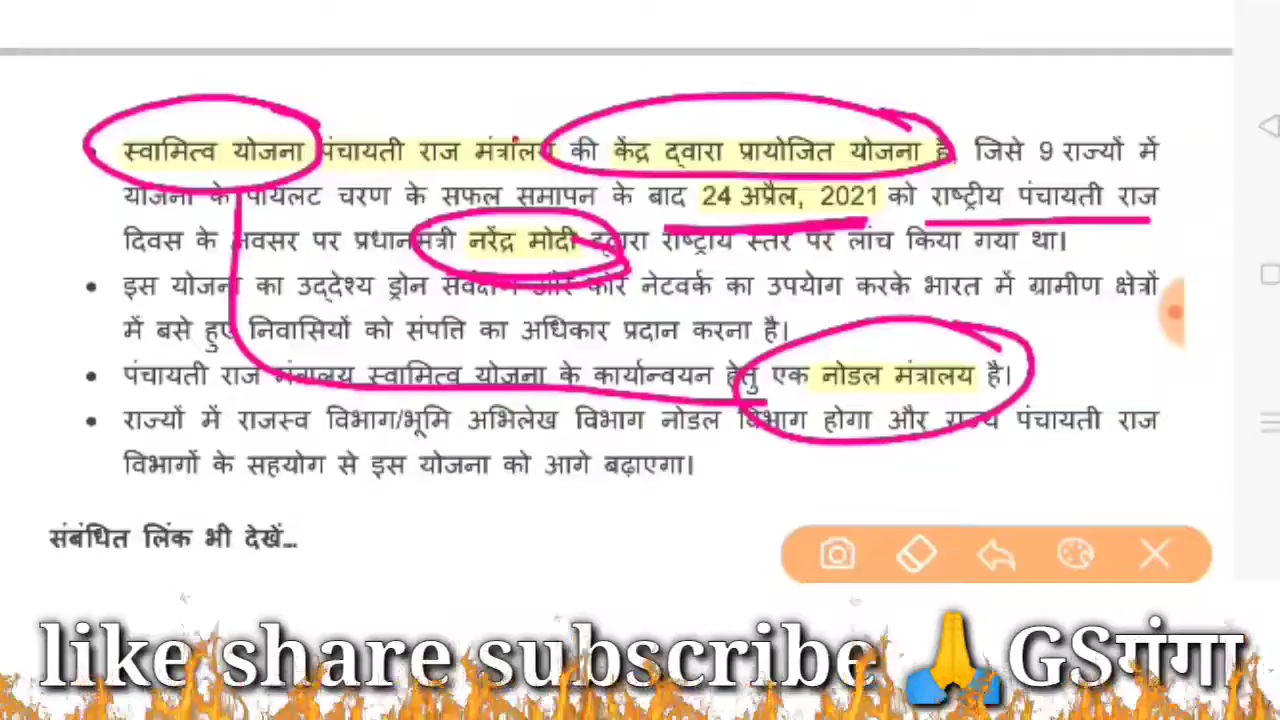 स्वामित्व योजना पंचायती राज मंत्रालय की केंद्र द्वारा प्रायोजित योजना है, जिसे 9 राज्यों में
योजना के पायलट चरण के सफल समापन के बाद 24 अप्रैल, 2021 को राष्ट्रीय पंचायती राज
दिवस के अवसर पर प्रधानमंत्री नरेंद्र मोदी द्वारा राष्ट्रीय स्तर पर लांच किया गया था।
• इस योजना का उद्देश्य ड्रोन सर्वेक्षण और कोर नेटवर्क का उपयोग करके भारत में ग्रामीण क्षेत्रों
में बसे हुए निवासियों को संपति का अधिकार प्रदान करना है।
• पंचायती राज मंत्रालय स्वामित्व योजना के कार्यान्वयन हेतु एक नोडल मंत्रालय है।
• राज्यों में राजस्व विभाग/भूमि अभिलेख विभाग नोडल विभाग होगा और राज्य पंचायती राज
विभागों के सहयोग से इस योजना को आगे बढ़ाएगा।
संबंधित लिंक भी देखें...
like share subscribe 🙏 GSगंगा